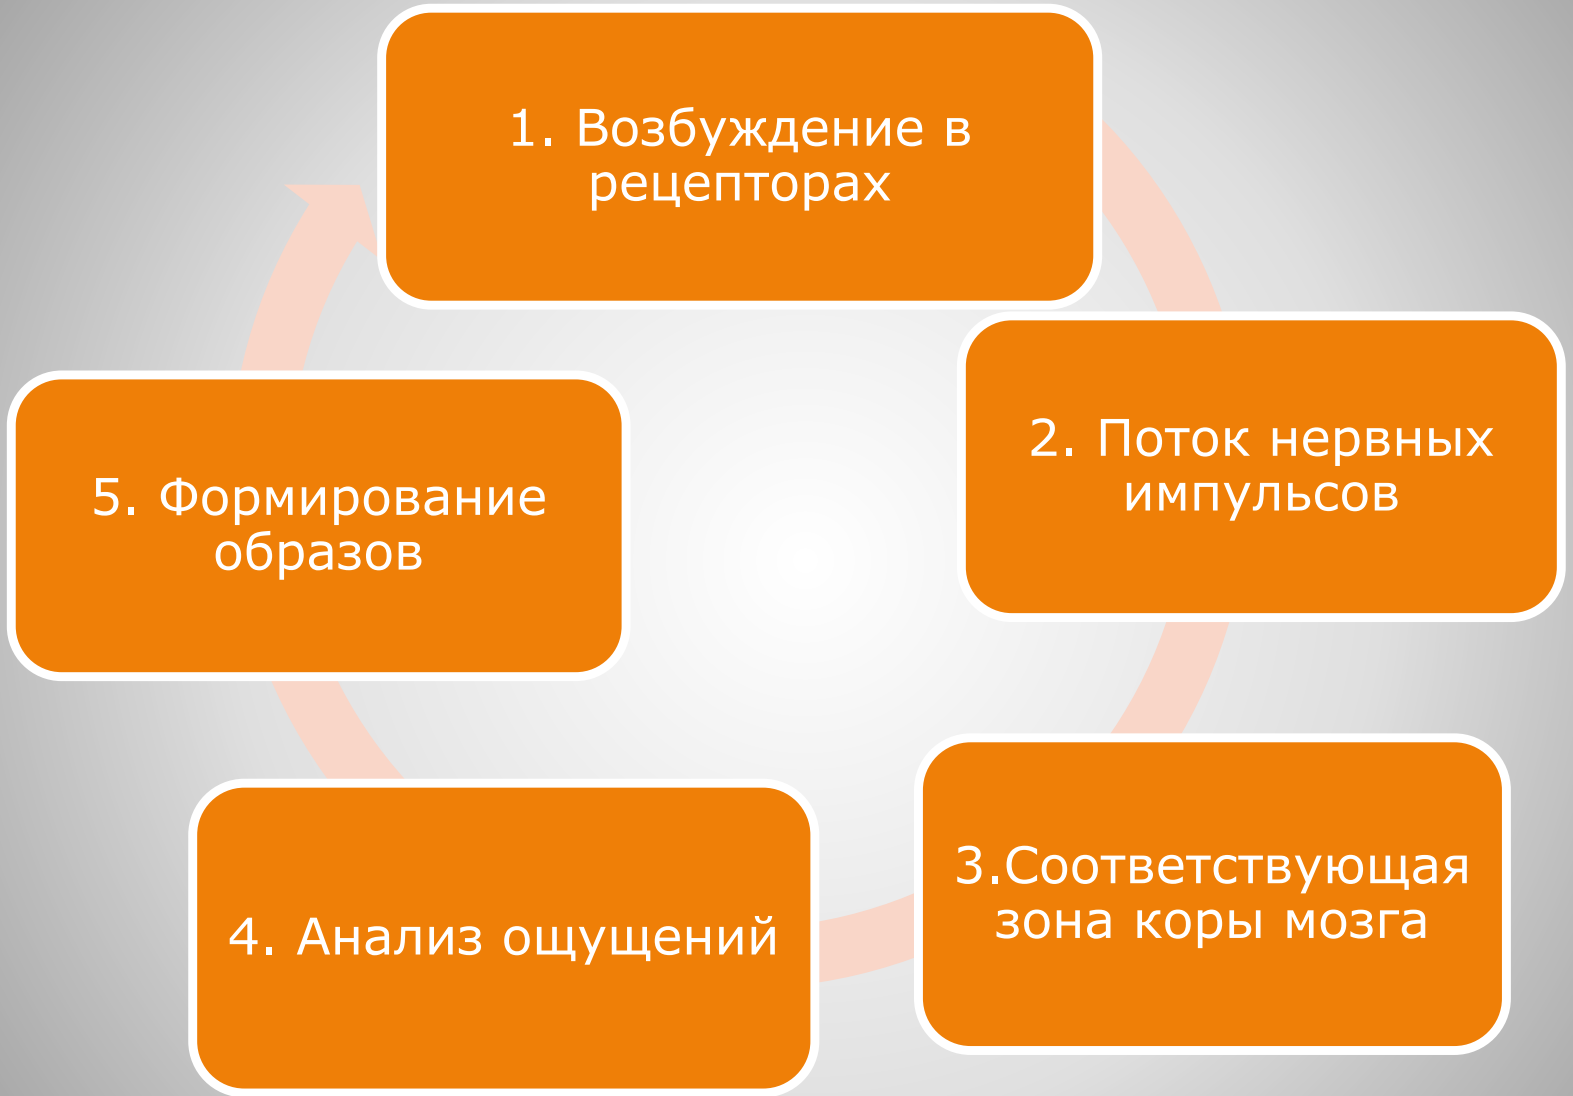 1. Возбуждение в
рецепторах
2. Поток нервных
импульсов
3.Соответствующая
зона коры мозга
4. Анализ ощущений
5. Формирование
образов